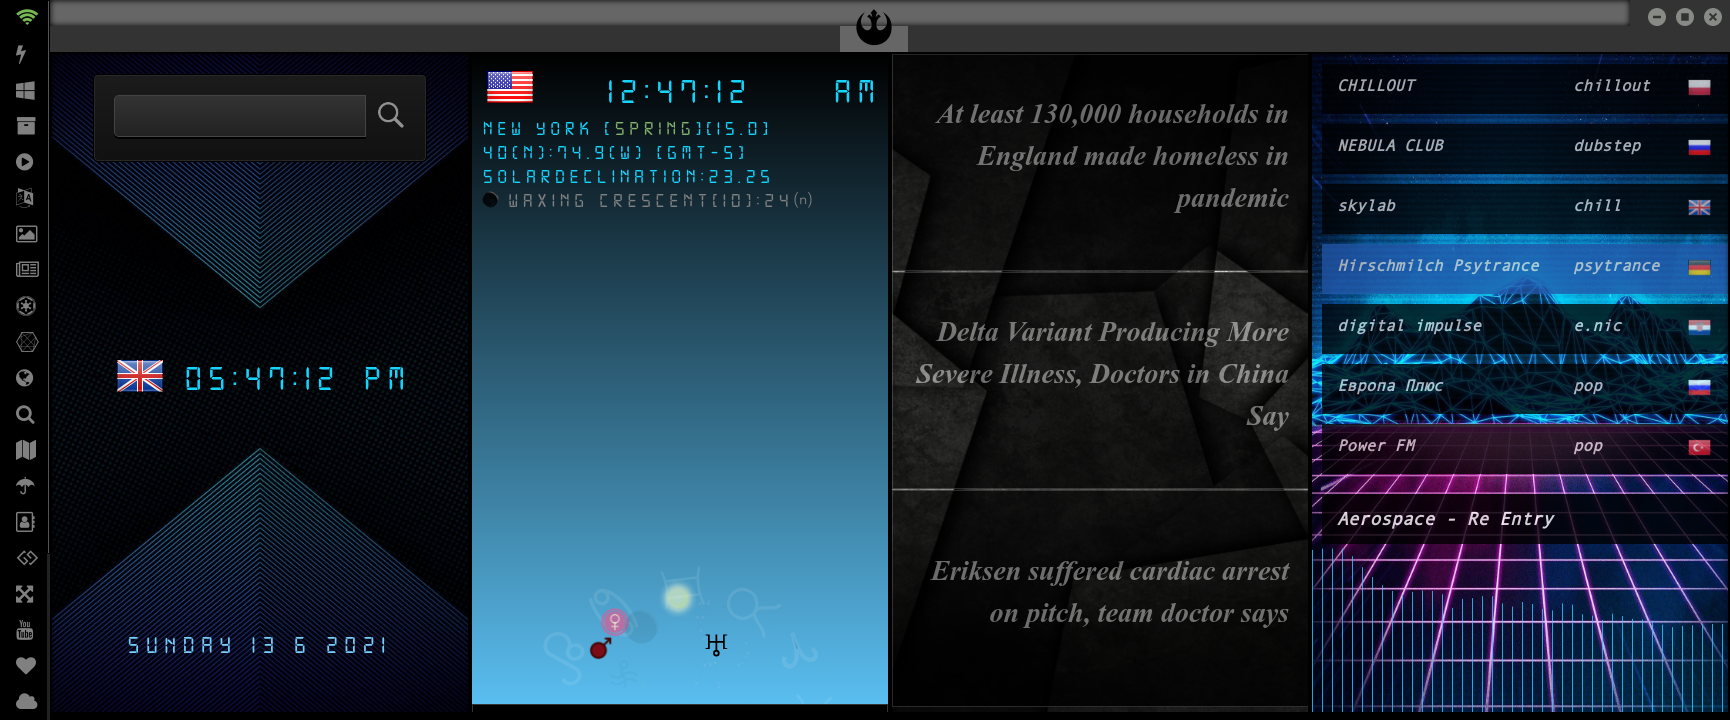 05:47:12 PM
SUNDAY 13 6 2021
12:47:12 AM
NEW YORK [SPRING][15.0]
40(N):74.9(W) [GMT-5]
SOLARDECLINATION:23.25
WAXING CRESCENT[10]:24(n)
At least 130,000 households in
England made homeless in
pandemic
Delta Variant Producing More
Severe Illness, Doctors in China
Say
Eriksen suffered cardiac arrest
on pitch, team doctor says
CHILLOUT chillout
NEBULA CLUB dubstep
skylab chill
Hirschmilch Psytrance psytrance
digital impulse e.nic
Европа Плюс pop
Power FM pop
Aerospace - Re Entry
You
Tube